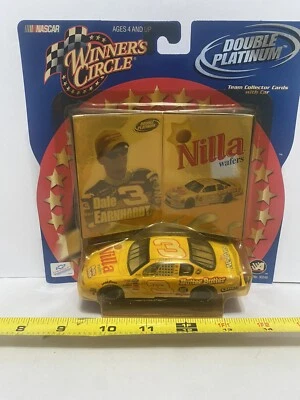 NASCAR
WINNER'S
CIRCLE
AGES 4 AND UP
DOUBLE
PLATINUM
Team Collector Cards
with Car
Dale
3
EARNHARDT
Nilla
wafers
Nilla
Nutter Butter
8 9 10 11 13 14